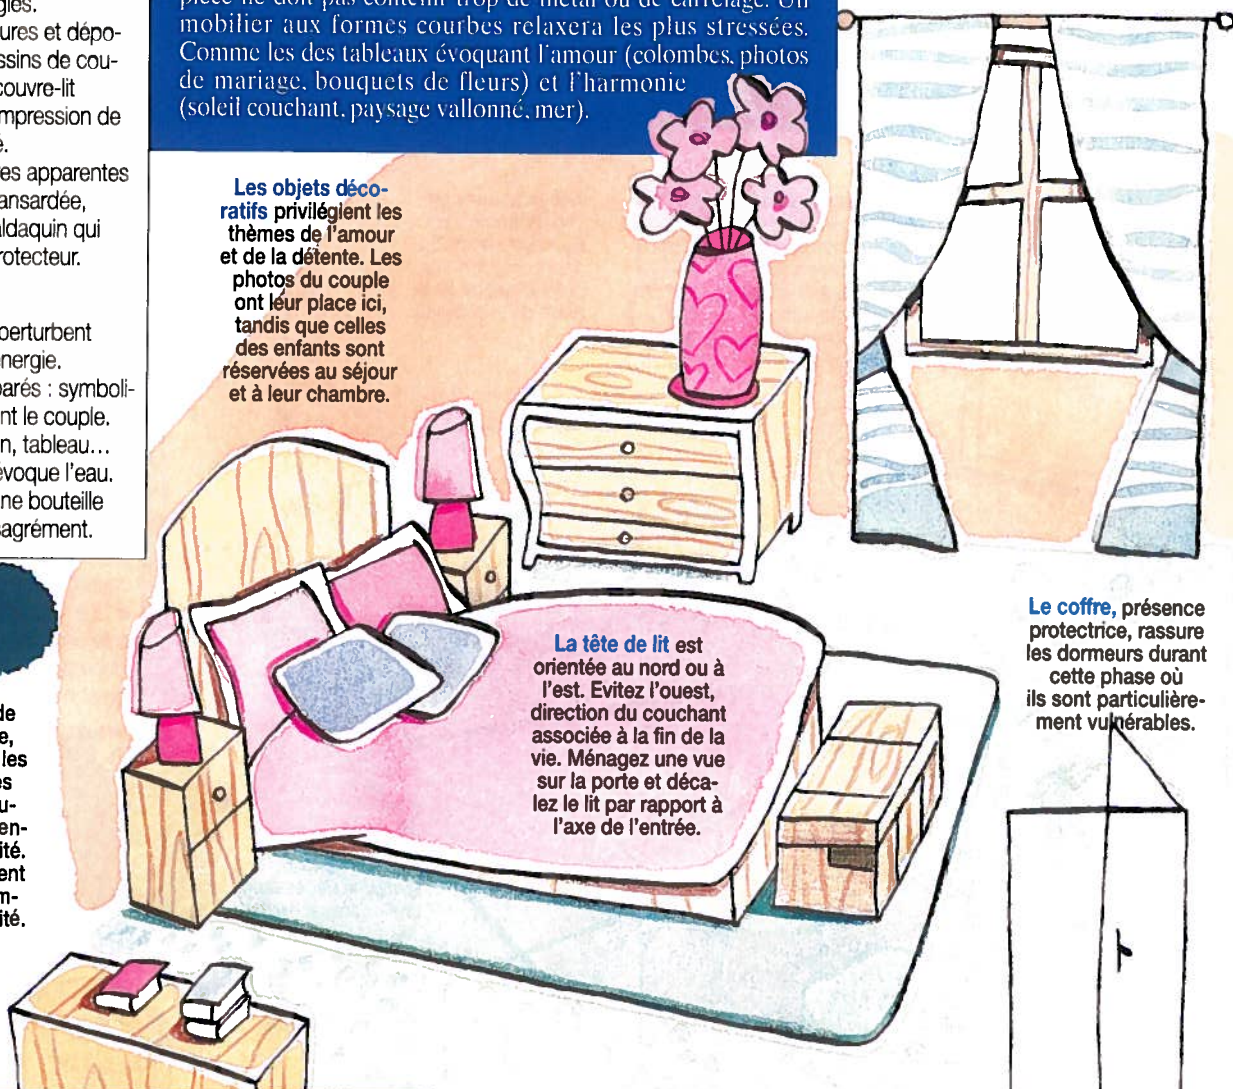 gies.
ures et dépo-
ssins de cou-
couvre-lit
mpression de
é.
es apparentes
ansardée,
aldaquin qui
rotecteur.
perturbent
nergie.
parés : symboli-
nt le couple.
n, tableau...
évoque l'eau.
ne bouteille
agrément.
pièce ne doit pas contenir trop de métal ou de carrelage. Un
mobilier aux formes courbes relaxera les plus stressées.
Comme les des tableaux évoquant l'amour (colombes, photos
de mariage, bouquets de fleurs) et l'harmonie
(soleil couchant, paysage vallonné, mer).
Les objets déco-
ratifs privilégient les
thèmes de l'amour
et de la détente. Les
photos du couple
ont leur place ici,
tandis que celles
des enfants sont
réservées au séjour
et à leur chambre.
La tête de lit est
orientée au nord ou à
l'est. Evitez l'ouest,
direction du couchant
associée à la fin de la
vie. Ménagez une vue
sur la porte et déca-
lez le lit par rapport à
l'axe de l'entrée.
Le coffre, présence
protectrice, rassure
les dormeurs durant
cette phase où
ils sont particulière-
ment vulnérables.
de
e,
les
es
u-
en-
ité.
ent
m-
ité.